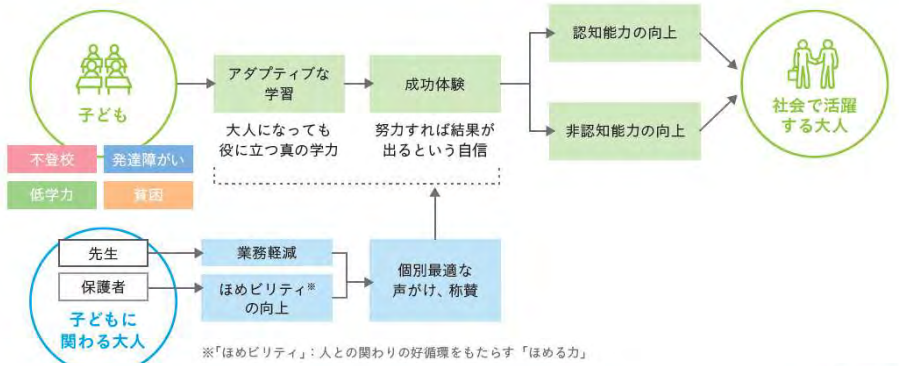 子ども
不登校
発達障がい
低学力
貧困
アダプティブな
学習
大人になっても
役に立つ真の学力
成功体験
努力すれば結果が
出るという自信
認知能力の向上
非認知能力の向上
社会で活躍
する大人
先生
保護者
子どもに
関わる大人
業務軽減
ほめビリティ※
の向上
個別最適な
声がけ、称賛
※「ほめビリティ」：人との関わりの好循環をもたらす「ほめる力」